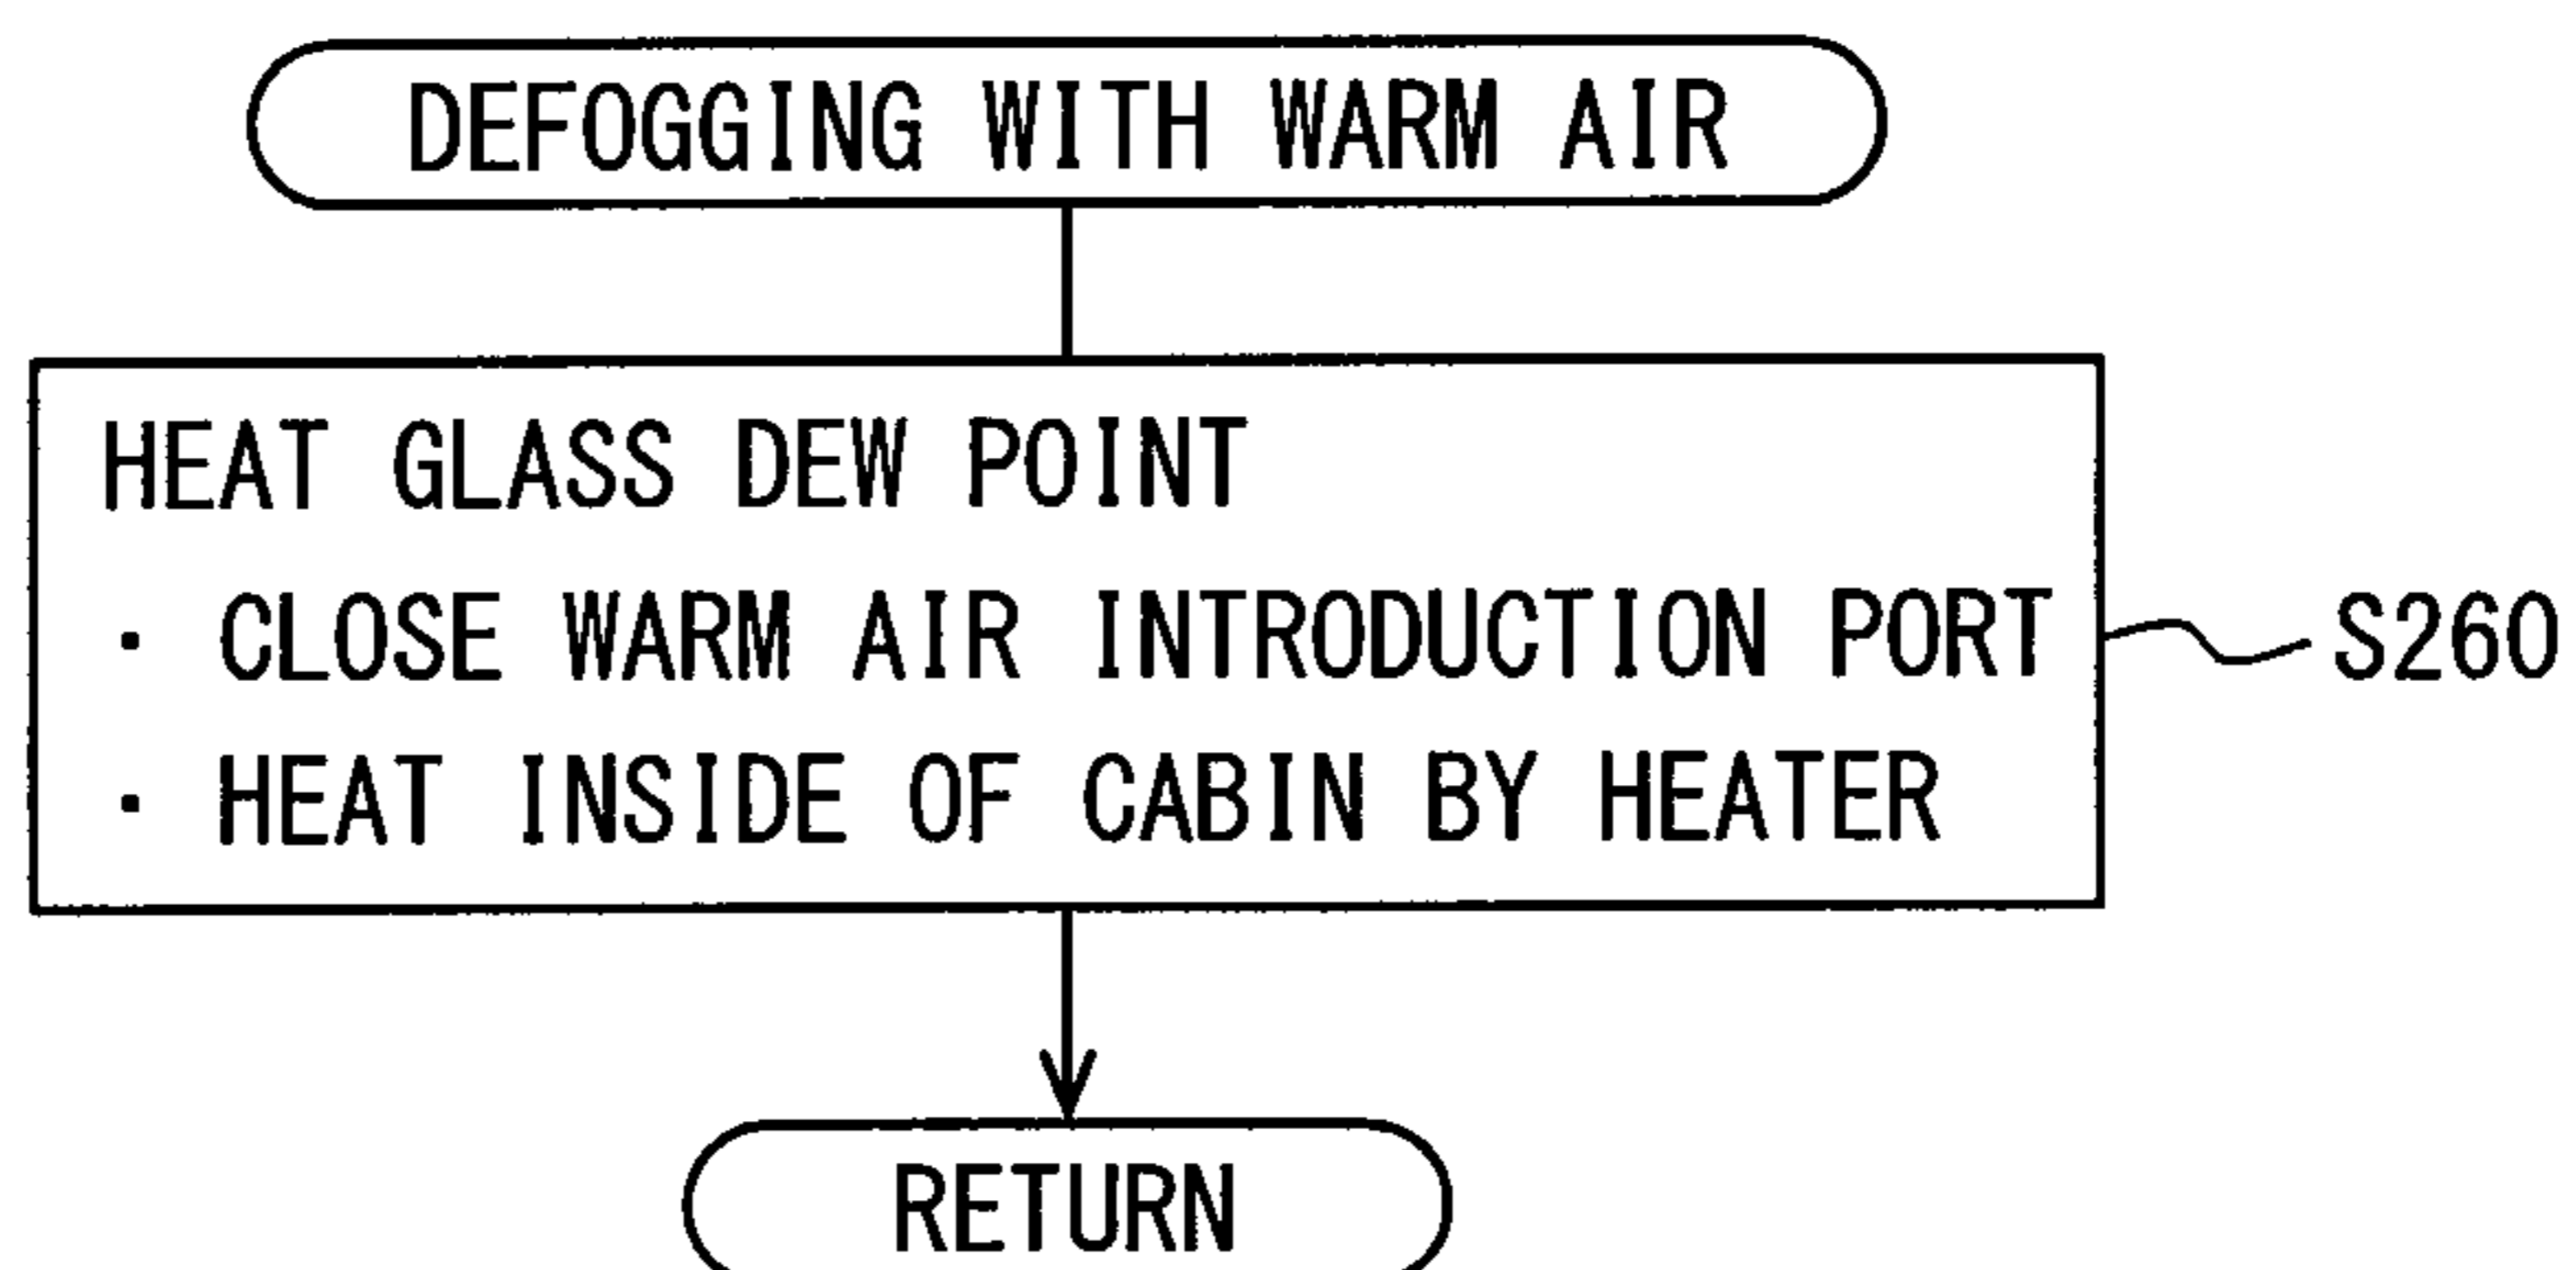 DEFOGGING WITH WARM AIR
HEAT GLASS DEW POINT
· CLOSE WARM AIR INTRODUCTION PORT
S260
· HEAT INSIDE OF CABIN BY HEATER
RETURN